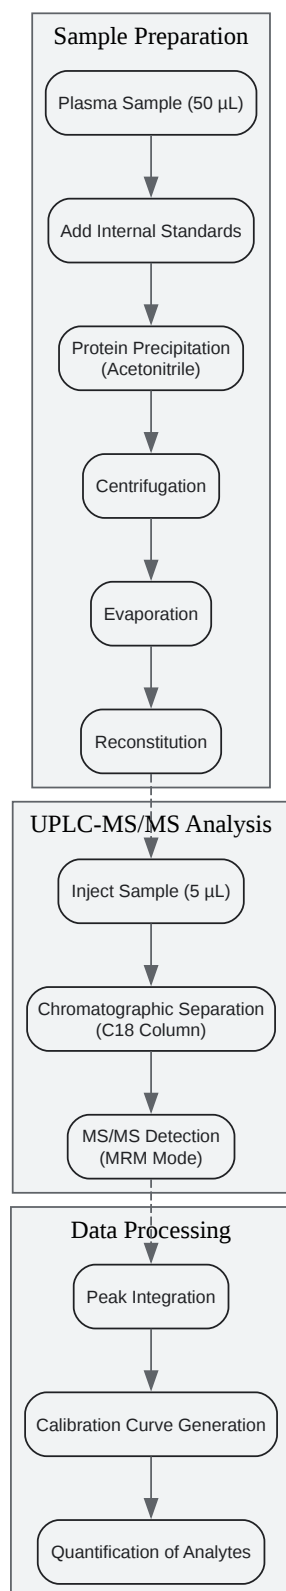 Sample Preparation
Plasma Sample (50 µL)
Add Internal Standards
Protein Precipitation
(Acetonitrile)
Centrifugation
Evaporation
Reconstitution
UPLC-MS/MS Analysis
Inject Sample (5 µL)
Chromatographic Separation
(C18 Column)
MS/MS Detection
(MRM Mode)
Data Processing
Peak Integration
Calibration Curve Generation
Quantification of Analytes